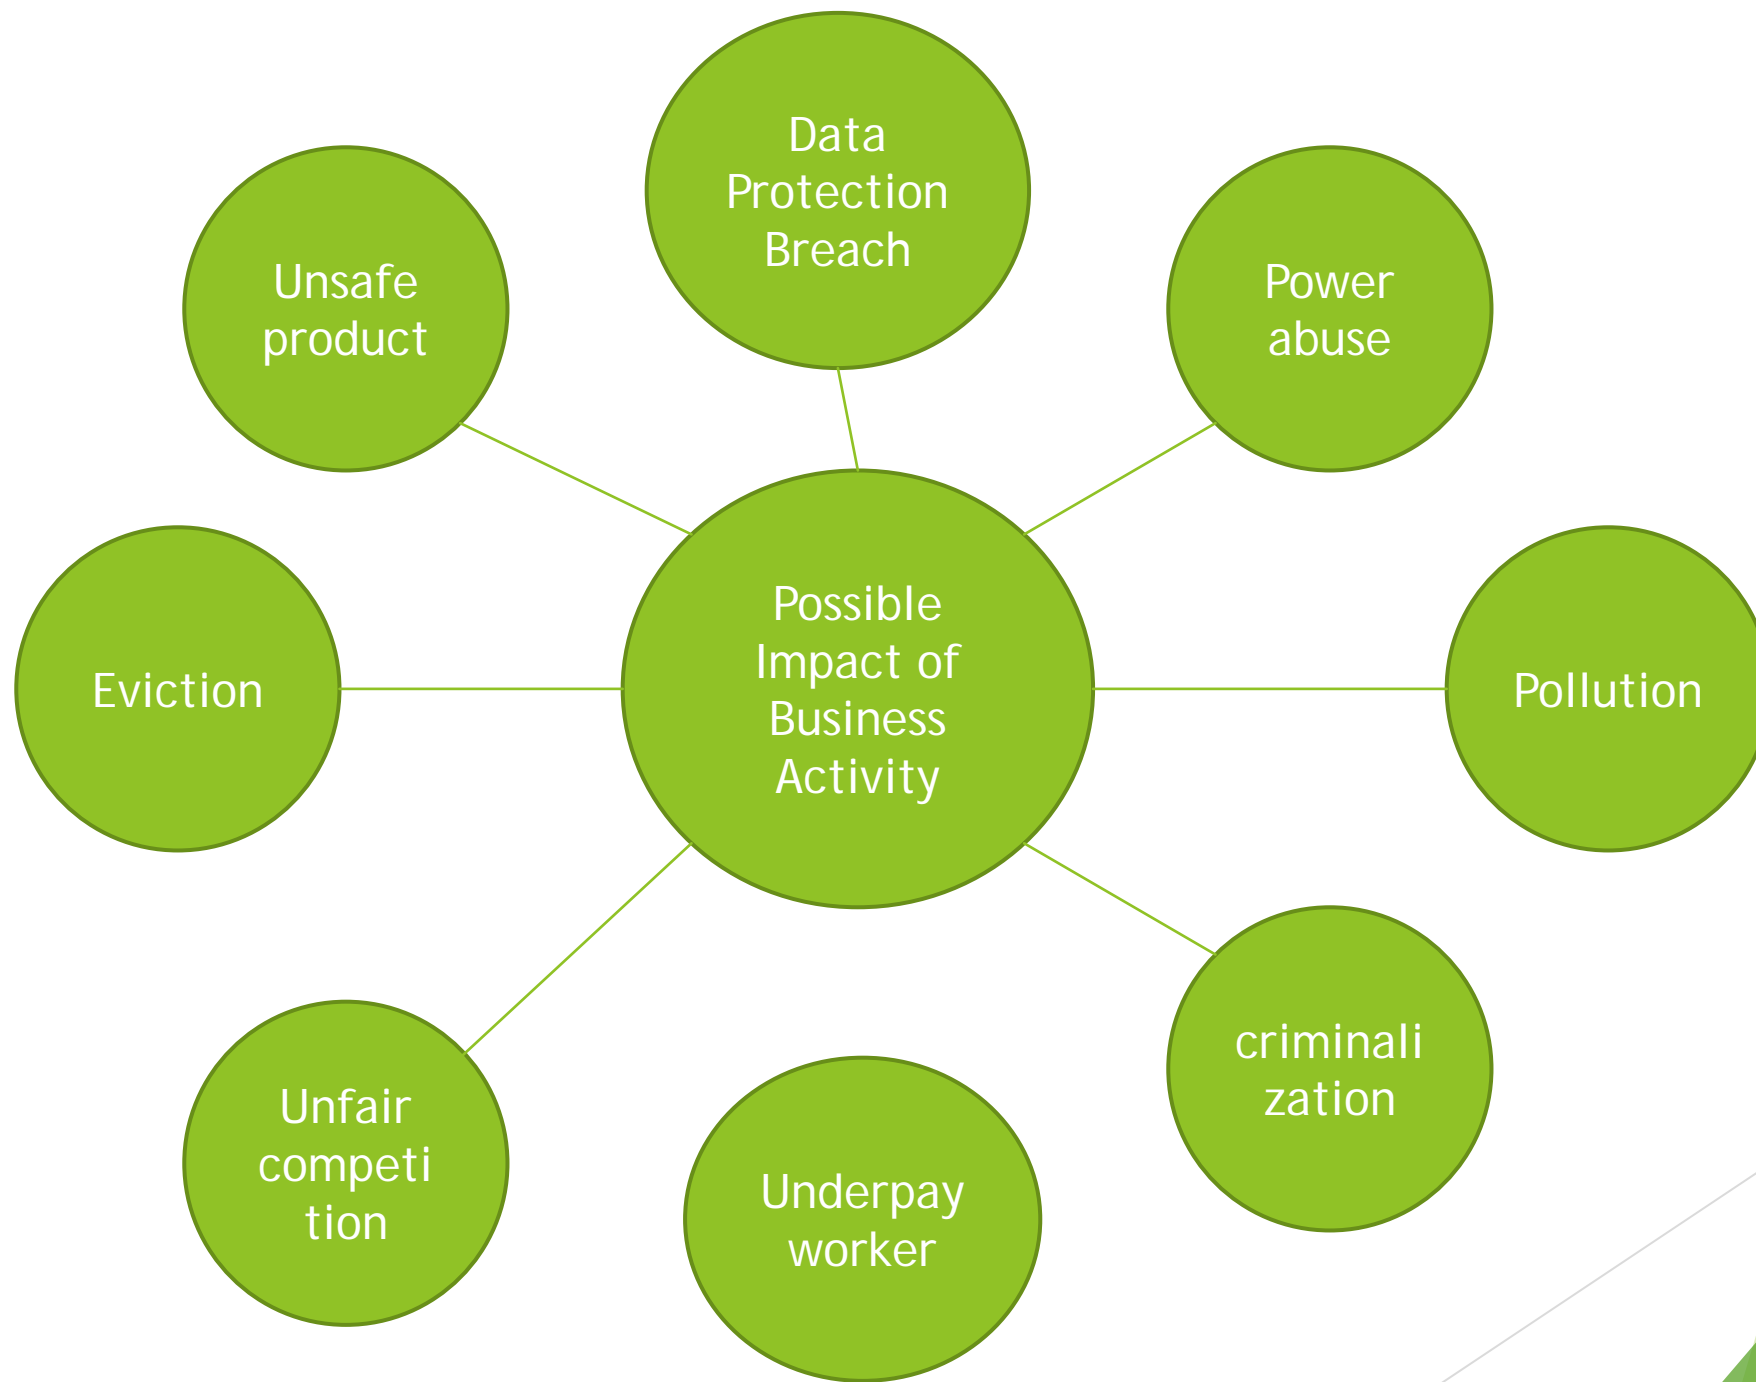 Data
Protection
Breach
Unsafe
product
Power
abuse
Eviction
Possible
Impact of
Business
Activity
Pollution
criminali
zation
Unfair
competi
tion
Underpay
worker